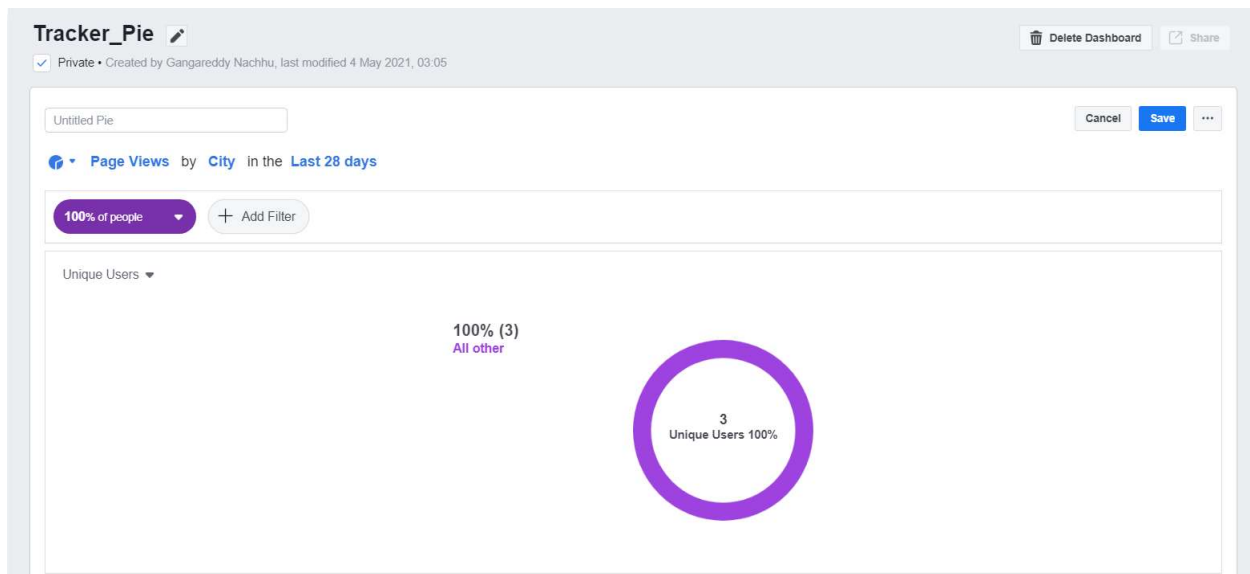 Tracker_Pie
Delete Dashboard
Share
Private • Created by Gangareddy Nachhu, last modified 4 May 2021, 03:05
Untitled Pie
Cancel
Save
Page Views by City in the Last 28 days
100% of people
+ Add Filter
Unique Users
100% (3)
All other
3
Unique Users 100%